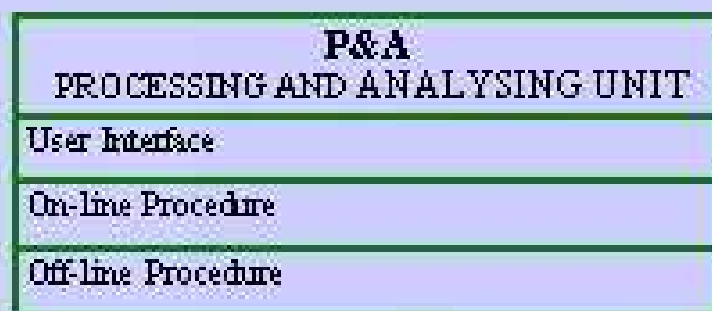 P&A
PROCESSING AND ANALYSING UNIT
User Interface
On-line Procedure
Off-line Procedure